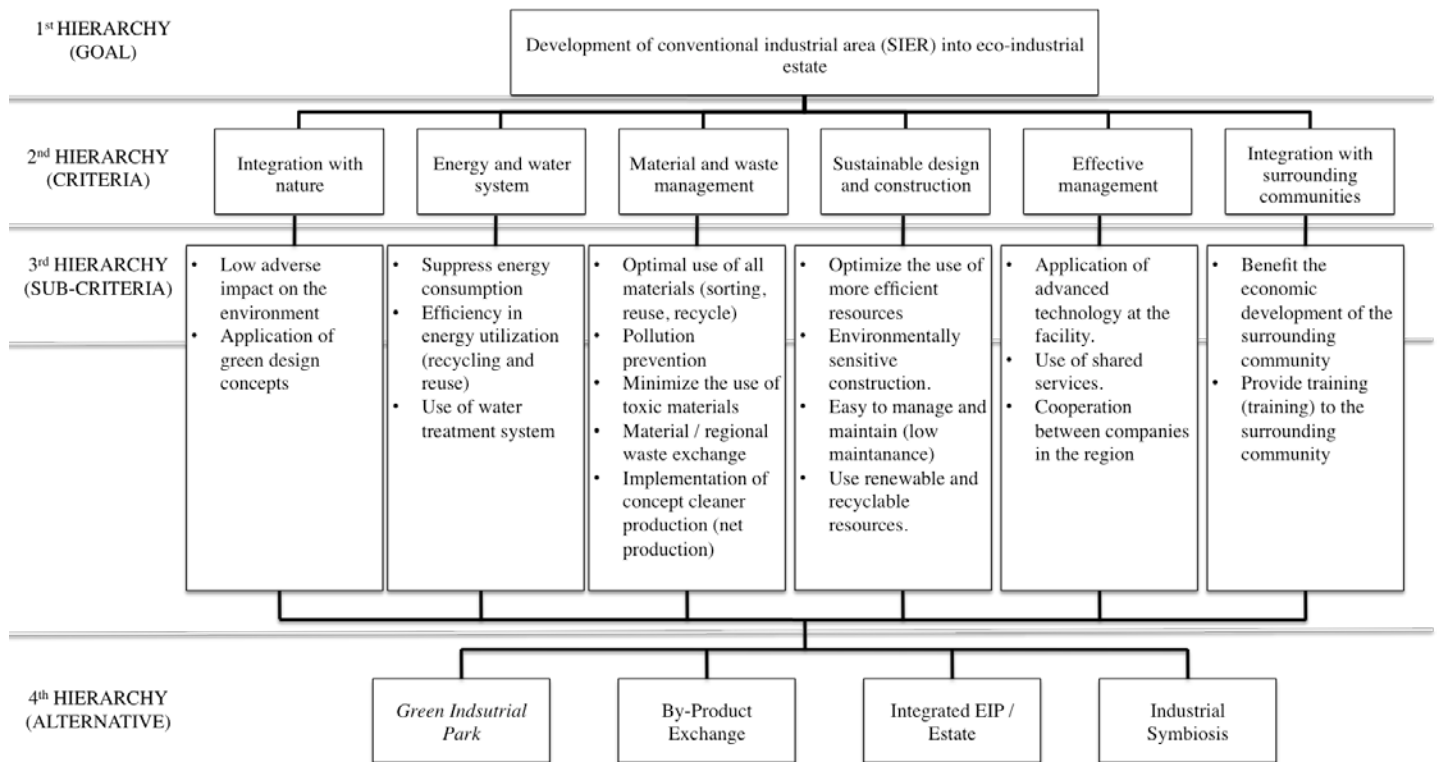 1st HIERARCHY
(GOAL)
Development of conventional industrial area (SIER) into eco-industrial
estate
2nd HIERARCHY
(CRITERIA)
Integration with
nature
Energy and water
system
Material and waste
management
Sustainable design
and construction
Effective
management
Integration with
surrounding
communities
3rd HIERARCHY
(SUB-CRITERIA)
• Low adverse
impact on the
environment
• Application of
green design
concepts
• Suppress energy
consumption
• Efficiency in
energy utilization
(recycling and
reuse)
• Use of water
treatment system
• Optimal use of all
materials (sorting,
reuse, recycle)
• Pollution
prevention
• Minimize the use of
toxic materials
• Material / regional
waste exchange
• Implementation of
concept cleaner
production (net
production)
• Optimize the use of
more efficient
resources
• Environmentally
sensitive
construction.
• Easy to manage and
maintain (low
maintanance)
• Use renewable and
recyclable
resources.
• Application of
advanced
technology at the
facility.
• Use of shared
services.
• Cooperation
between companies
in the region
• Benefit the
economic
development of the
surrounding
community
• Provide training
(training) to the
surrounding
community
4th HIERARCHY
(ALTERNATIVE)
Green Indsutrial
Park
By-Product
Exchange
Integrated EIP /
Estate
Industrial
Symbiosis